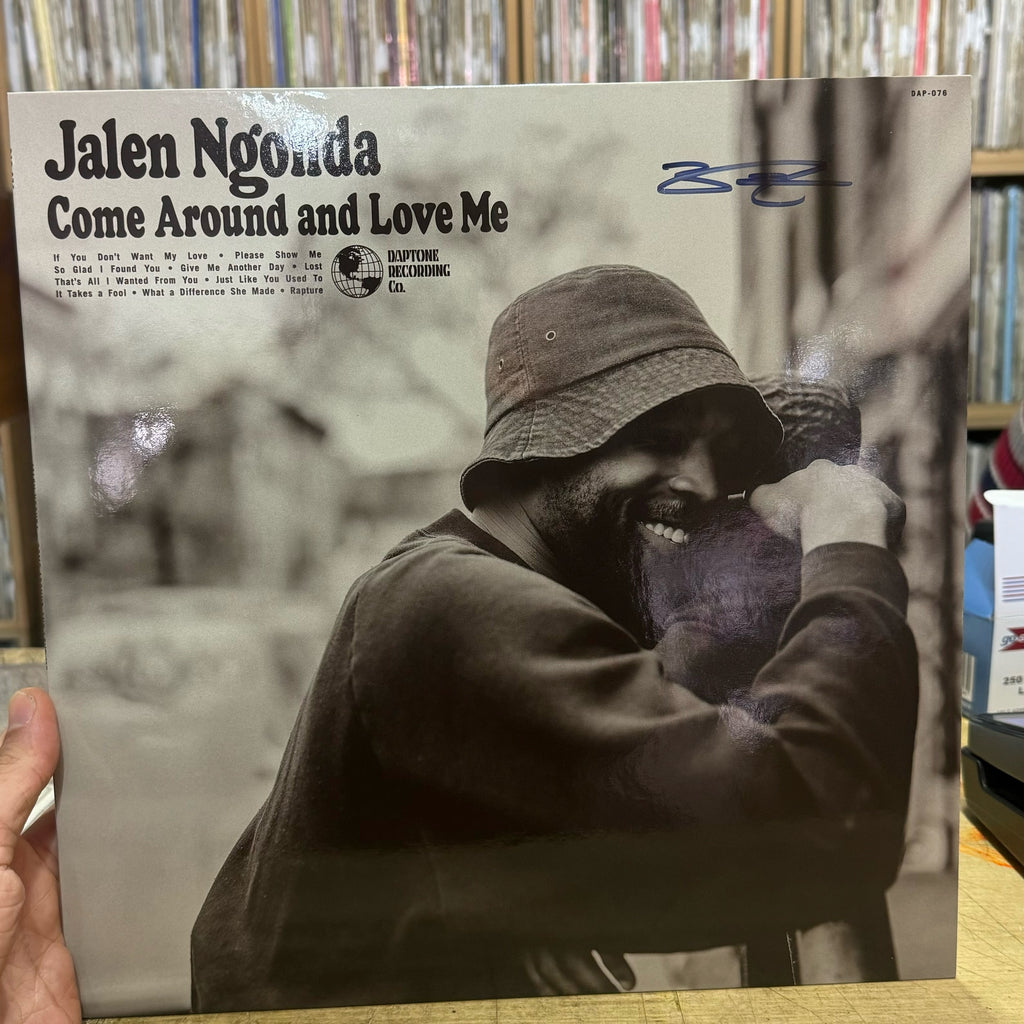 DAP-076
Jalen Ngonda
Come Around and Love Me
If You Don't Want My Love • Please Show Me
So Glad I Found You • Give Me Another Day • Lost
That's All I Wanted From You • Just Like You Used To
It Takes a Fool • What a Difference She Made • Rapture
DAPTONE
RECORDING
Co.
250